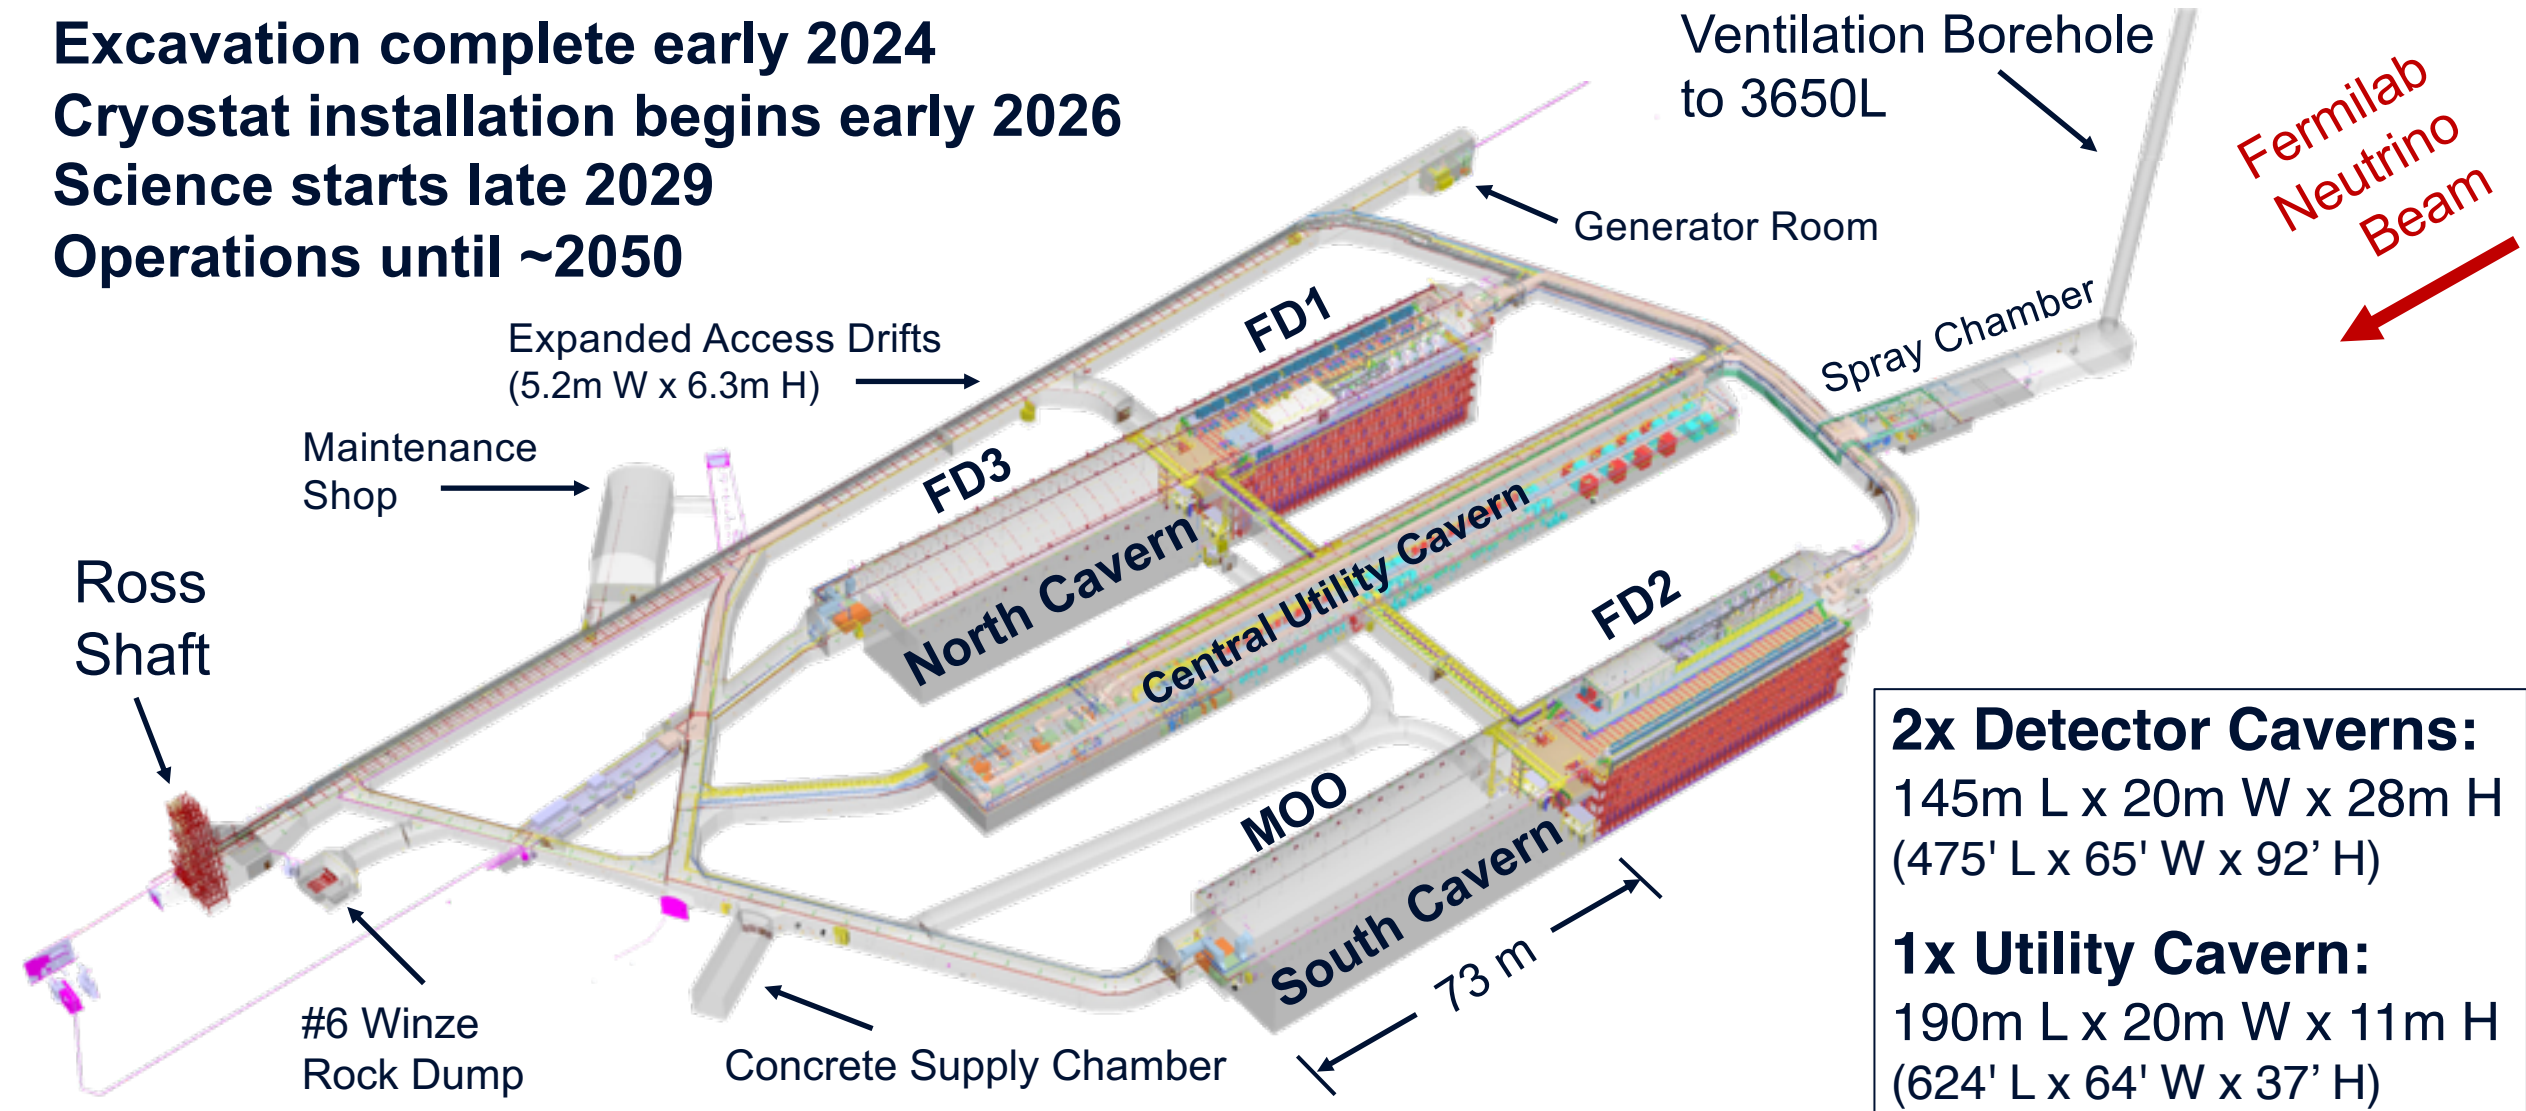 Excavation complete early 2024
Cryostat installation begins early 2026
Science starts late 2029
Operations until ~2050
Ventilation Borehole
to 3650L
Fermilab
Neutrino
Beam
Generator Room
Spray Chamber
Expanded Access Drifts
(5.2m W x 6.3m H)
FD1
Maintenance
Shop
FD3
North Cavern
Central Utility Cavern
FD2
Ross
Shaft
MOO
South Cavern
73 m
#6 Winze
Rock Dump
Concrete Supply Chamber
2x Detector Caverns:
145m L x 20m W x 28m H
(475' L x 65' W x 92’ H)
1x Utility Cavern:
190m L x 20m W x 11m H
(624' L x 64' W x 37’ H)